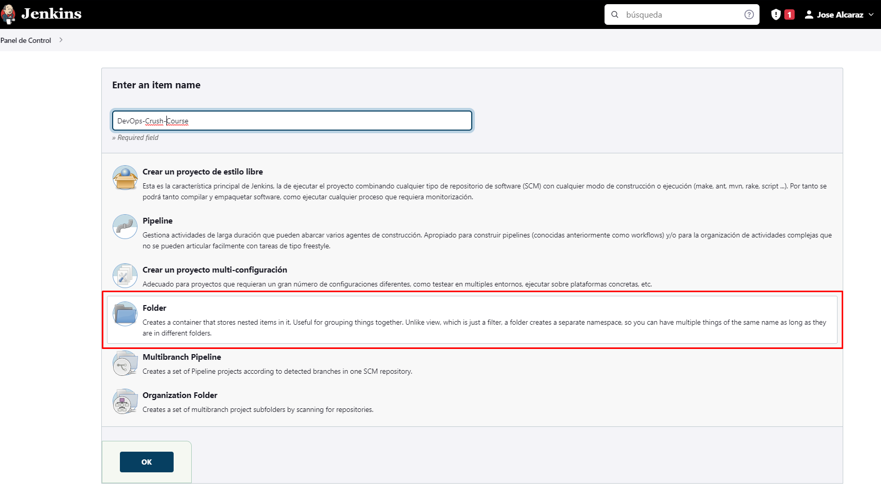 Jenkins
búsqueda
1
Jose Alcaraz
Panel de Control
Enter an item name
DevOps-Crush-Course
» Required field
Crear un proyecto de estilo libre
Esta es la característica principal de Jenkins, la de ejecutar el proyecto combinando cualquier tipo de repositorio de software (SCM) con cualquier modo de construcción o ejecución (make, ant, mvn, rake, script ...). Por tanto se
podrá tanto compilar y empaquetar software, como ejecutar cualquier proceso que requiera monitorización.
Pipeline
Gestiona actividades de larga duración que pueden abarcar varios agentes de construcción. Apropiado para construir pipelines (conocidas anteriormente como workflows) y/o para la organización de actividades complejas que
no se pueden articular facilmente con tareas de tipo freestyle.
Crear un proyecto multi-configuración
Adecuado para proyectos que requieran un gran número de configuraciones diferentes, como testear en multiples entornos, ejecutar sobre plataformas concretas, etc.
Folder
Creates a container that stores nested items in it. Useful for grouping things together. Unlike view, which is just a filter, a folder creates a separate namespace, so you can have multiple things of the same name as long as they
are in different folders.
Multibranch Pipeline
Creates a set of Pipeline projects according to detected branches in one SCM repository.
Organization Folder
Creates a set of multibranch project subfolders by scanning for repositories.
OK